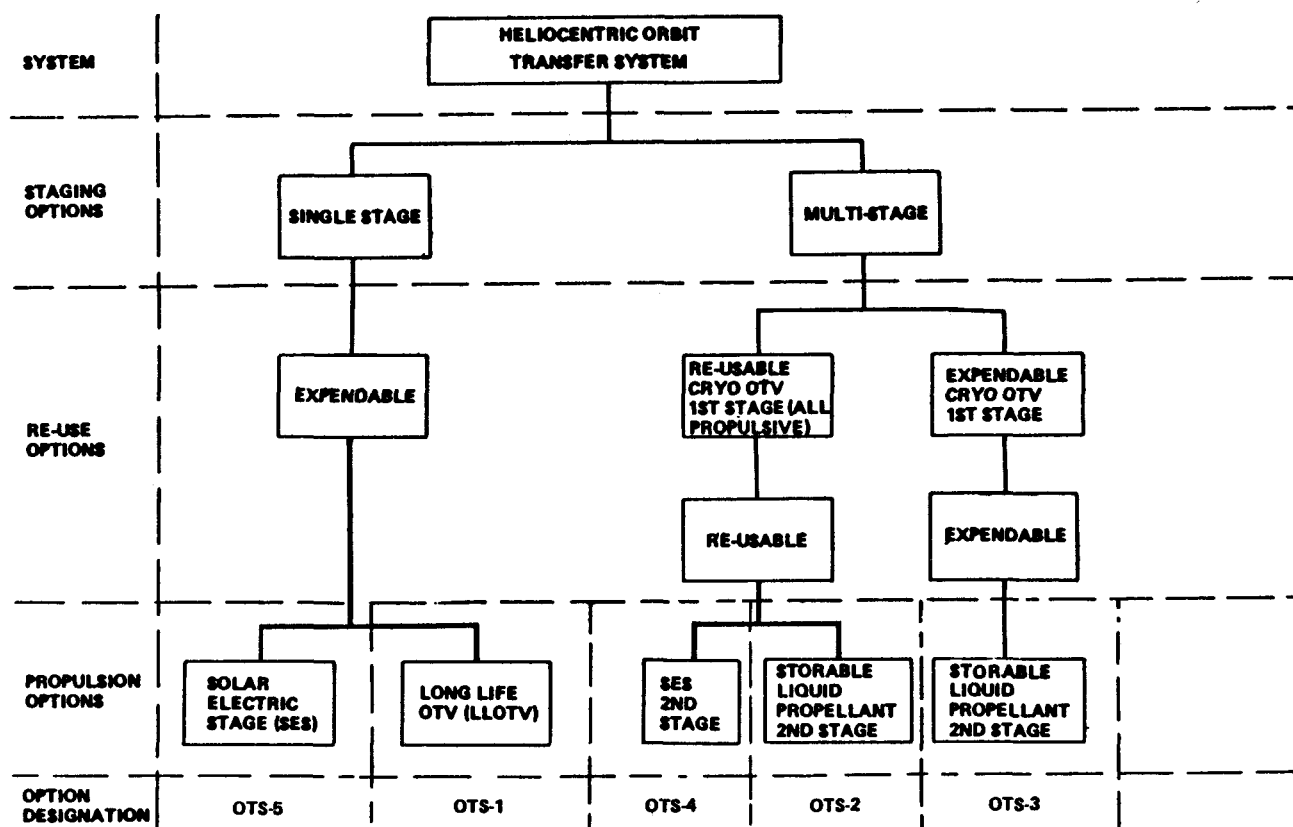 SYSTEM
HELIOCENTRIC ORBIT
TRANSFER SYSTEM
STAGING
OPTIONS
SINGLE STAGE
MULTI-STAGE
RE-USE
OPTIONS
EXPENDABLE
RE-USABLE
CRYO OTV
1ST STAGE (ALL
PROPULSIVE)
EXPENDABLE
CRYO OTV
1ST STAGE
RE-USABLE
EXPENDABLE
PROPULSION
OPTIONS
SOLAR
ELECTRIC
STAGE (SES)
LONG LIFE
OTV (LLOTV)
SES
2ND
STAGE
STORABLE
LIQUID
PROPELLANT
2ND STAGE
STORABLE
LIQUID
PROPELLANT
2ND STAGE
OPTION
DESIGNATION
OTS-5
OTS-1
OTS-4
OTS-2
OTS-3